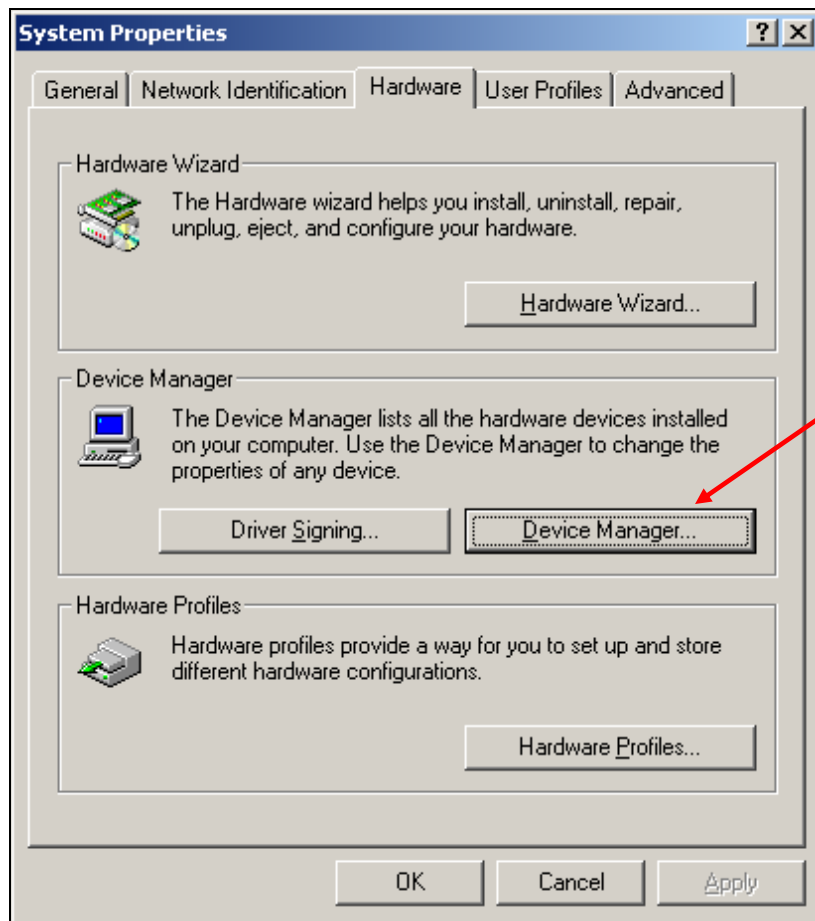 System Properties
General Network Identification Hardware User Profiles Advanced
Hardware Wizard
The Hardware wizard helps you install, uninstall, repair,
unplug, eject, and configure your hardware.
Hardware Wizard...
Device Manager
The Device Manager lists all the hardware devices installed
on your computer. Use the Device Manager to change the
properties of any device.
Driver Signing... Device Manager...
Hardware Profiles
Hardware profiles provide a way for you to set up and store
different hardware configurations.
Hardware Profiles...
OK Cancel Apply